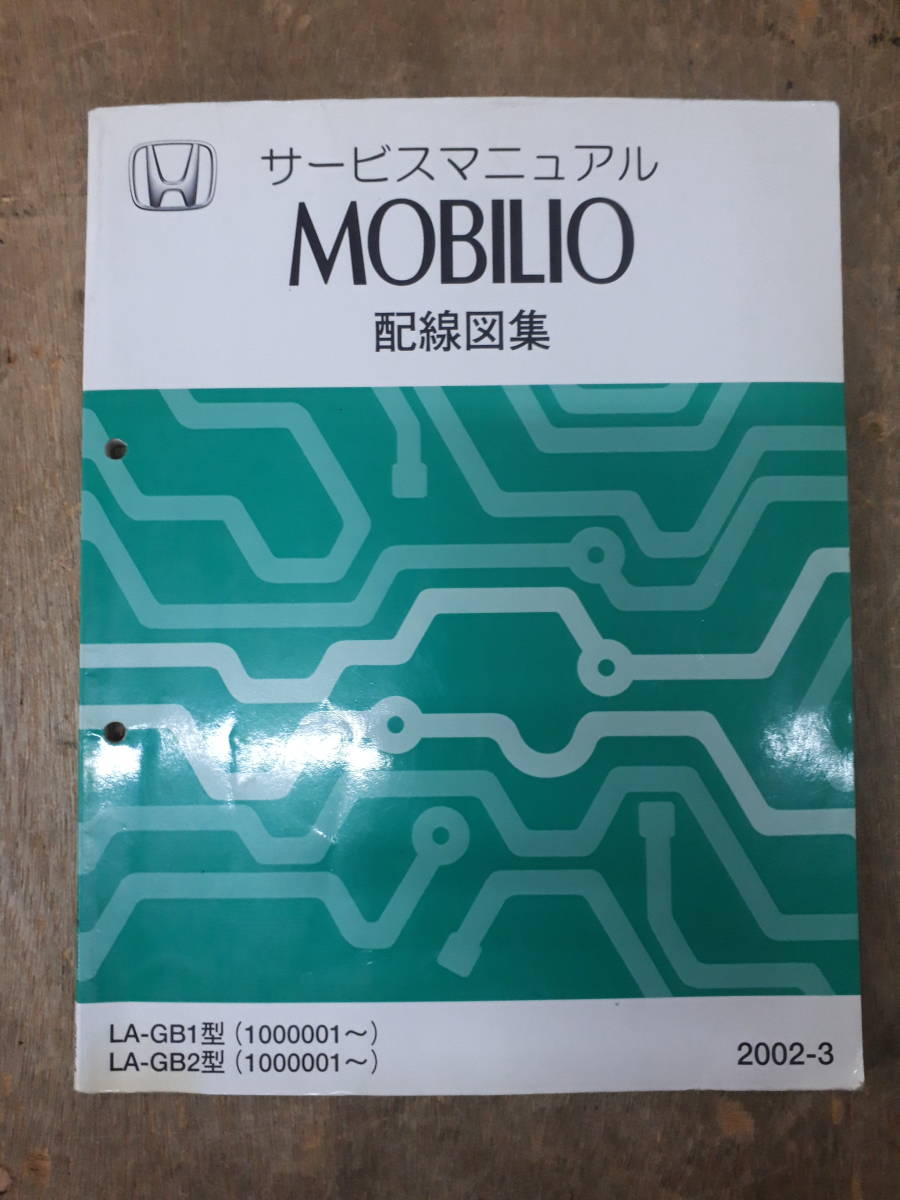 サービスマニュアル
MOBILIO
配線図集
LA-GB1型 (1000001～)
LA-GB2型 (1000001～)
2002-3